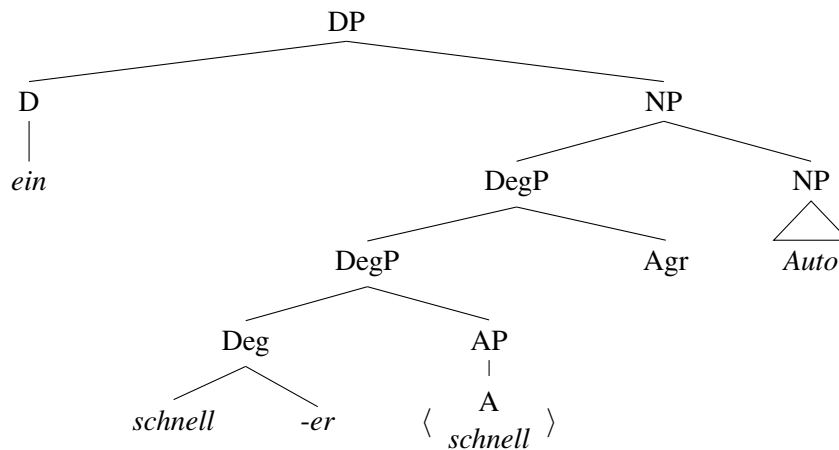 DP
D NP
ein DegP NP
DegP Agr Auto
Deg AP
schnell -er ⟨ A ⟩
schnell